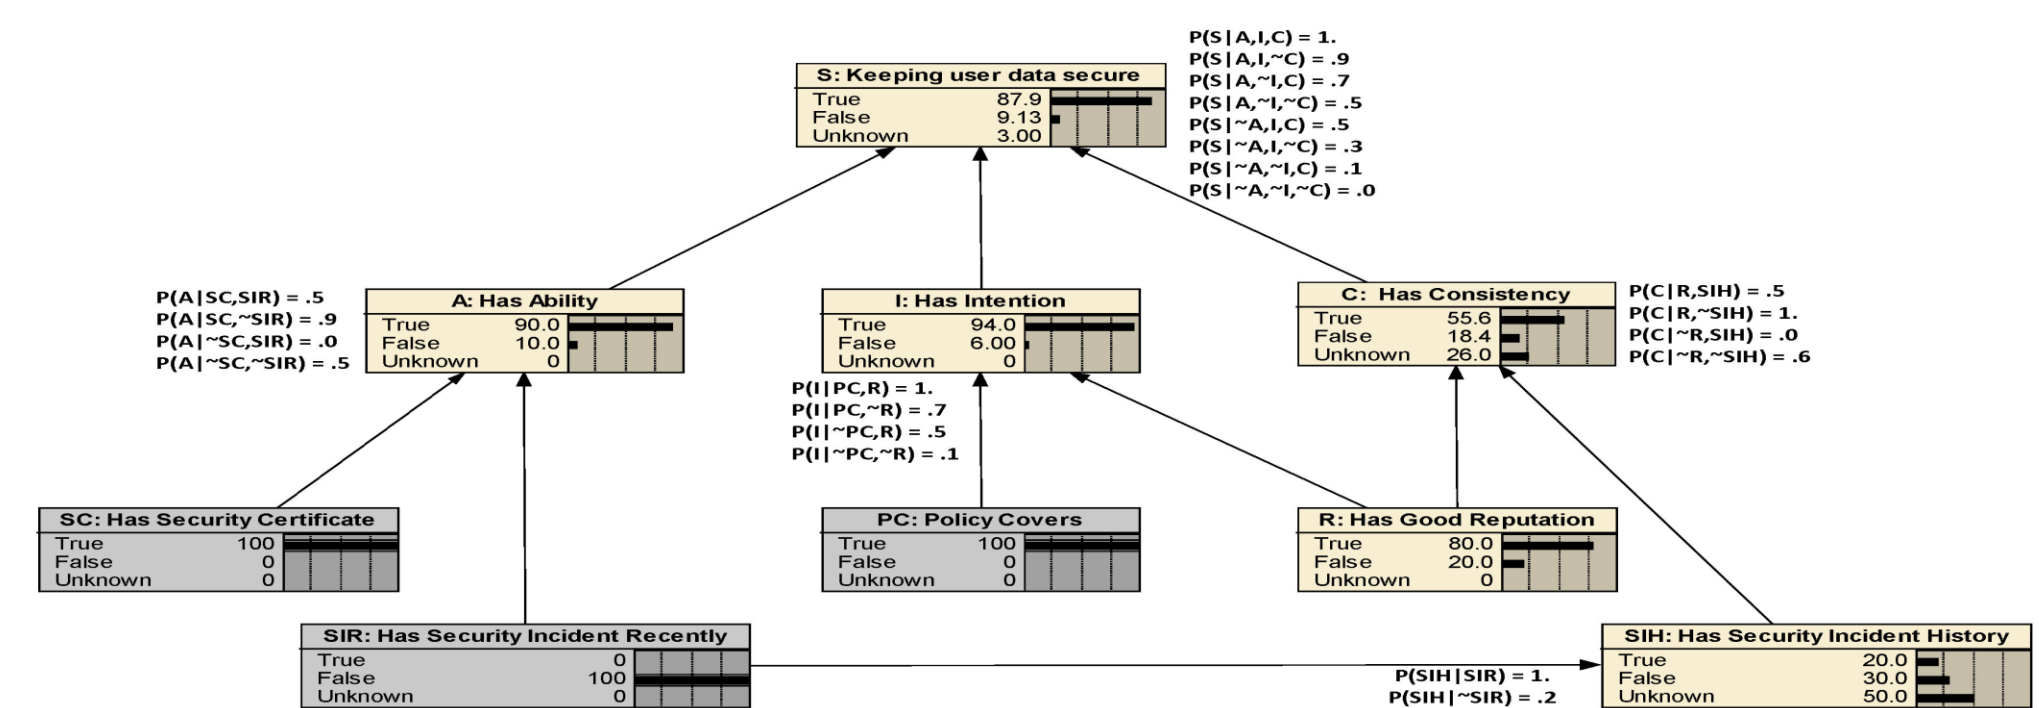 P(S|A,I,C) = 1.
P(S|A,I,~C) = .9
P(S|A,~I,C) = .7
P(S|A,~I,~C) = .5
P(S|~A,I,C) = .5
P(S|~A,I,~C) = .3
P(S|~A,~I,C) = .1
P(S|~A,~I,~C) = .0
S: Keeping user data secure
True 87.9
False 9.13
Unknown 3.00
P(A|SC,SIR) = .5
P(A|SC,~SIR) = .9
P(A|~SC,SIR) = .0
P(A|~SC,~SIR) = .5
A: Has Ability
True 90.0
False 10.0
Unknown 0
I: Has Intention
True 94.0
False 6.00
Unknown 0
C: Has Consistency
True 55.6
False 18.4
Unknown 26.0
P(C|R,SIH) = .5
P(C|R,~SIH) = 1.
P(C|~R,SIH) = .0
P(C|~R,~SIH) = .6
P(I|PC,R) = 1.
P(I|PC,~R) = .7
P(I|~PC,R) = .5
P(I|~PC,~R) = .1
SC: Has Security Certificate
True 100
False 0
Unknown 0
PC: Policy Covers
True 100
False 0
Unknown 0
R: Has Good Reputation
True 80.0
False 20.0
Unknown 0
SIR: Has Security Incident Recently
True 0
False 100
Unknown 0
P(SIH|SIR) = 1.
P(SIH|~SIR) = .2
SIH: Has Security Incident History
True 20.0
False 30.0
Unknown 50.0